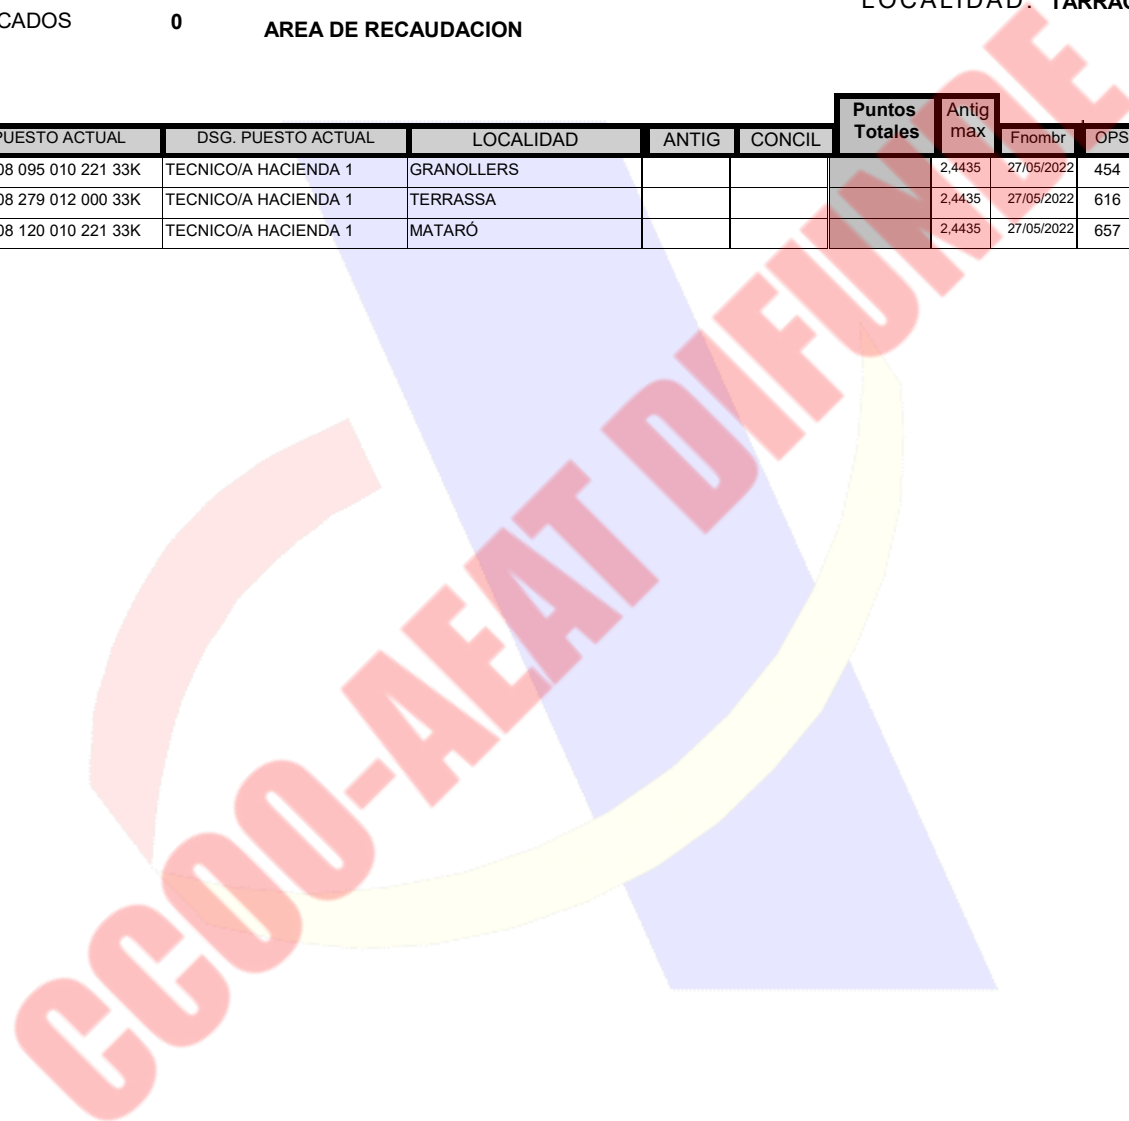 CADOS 0 AREA DE RECAUDACION LOCALIDAD:
PUESTO ACTUAL DSG. PUESTO ACTUAL LOCALIDAD ANTIG CONCIL Puntos Totales Antig max Fnombr OPS
08 095 010 221 33K TECNICO/A HACIENDA 1 GRANOLLERS 2,4435 27/05/2022 454
08 279 012 000 33K TECNICO/A HACIENDA 1 TERRASSA 2,4435 27/05/2022 616
08 120 010 221 33K TECNICO/A HACIENDA 1 MATARÓ 2,4435 27/05/2022 657
CCOO-AEAT DIFUNDE